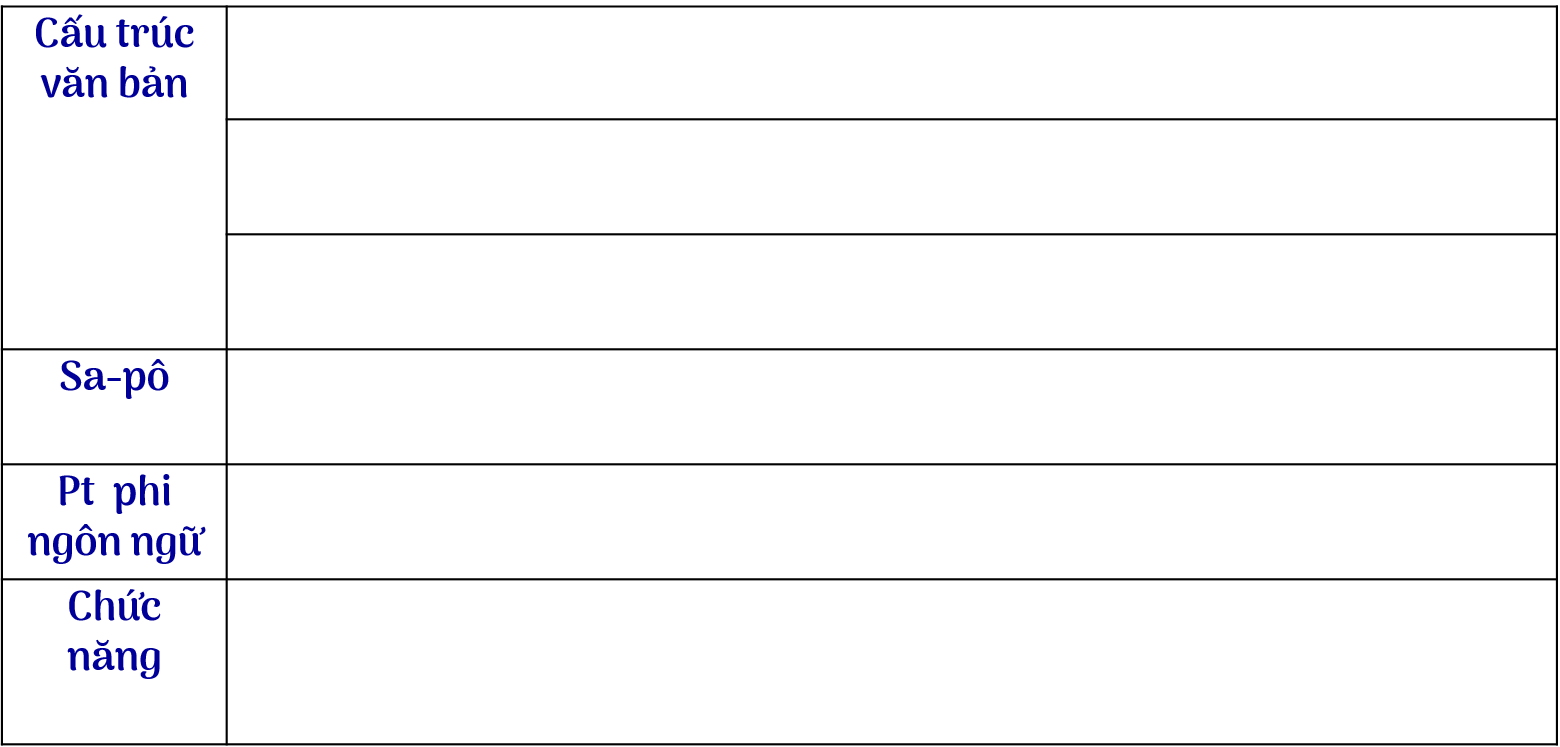 Cấu trúc
văn bản
Sa-pô
Pt phi
ngôn ngữ
Chức
năng